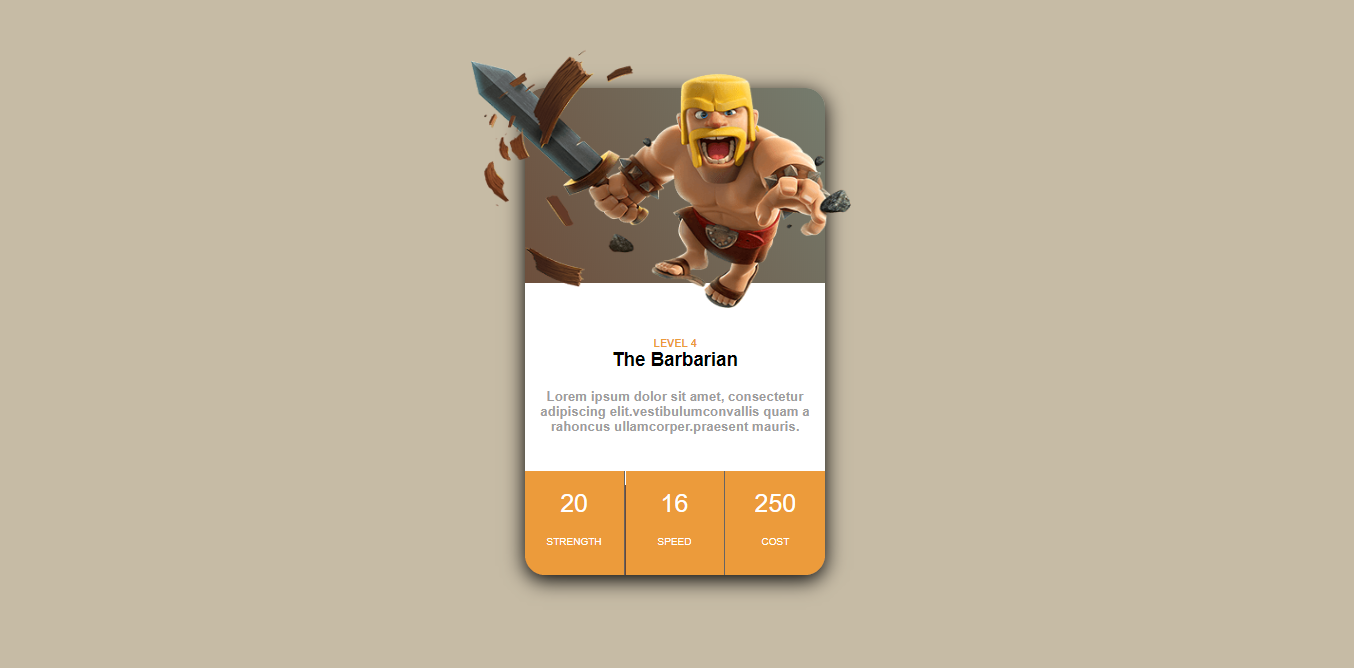 LEVEL 4
The Barbarian
Lorem ipsum dolor sit amet, consectetur
adipiscing elit.vestibulumconvallis quam a
rahoncus ullamcorper.praesent mauris.
20
16
250
STRENGTH
SPEED
COST